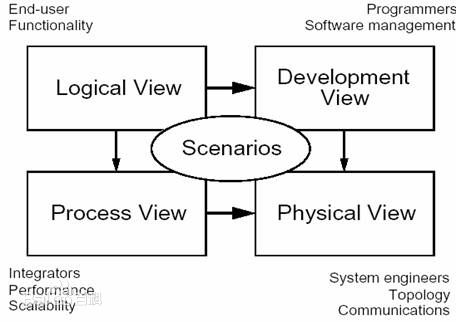 End-user
Functionality
Programmers
Software management
Logical View
Development
View
Scenarios
Process View
Physical View
Integrators
Performance
Scalability
System engineers
Topology
Communications